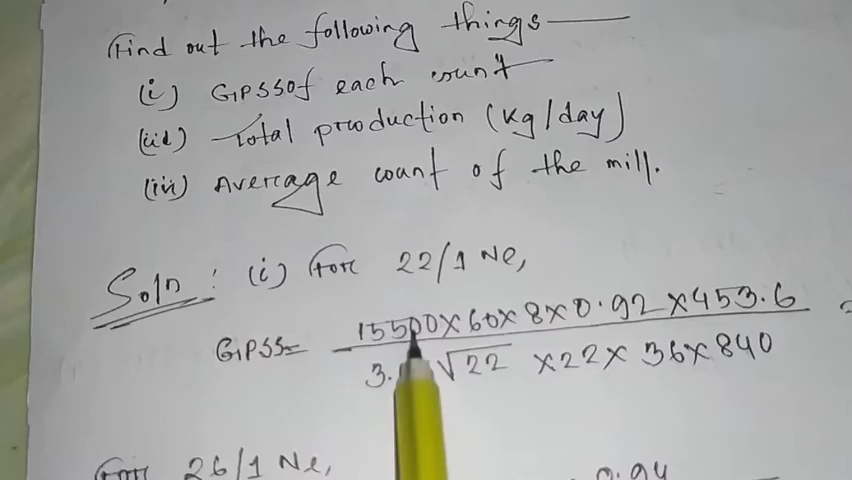 Find out the following things
(i) GPSS of each count
(ii) Total production (kg/day)
(iii) Average count of the mill.
Soln: (i) For 22/1 Ne,
GPSS = 15500×60×8×0.92×453.6 =
3. √22 ×22× 36×840
For 26/1 Ne,
0.94